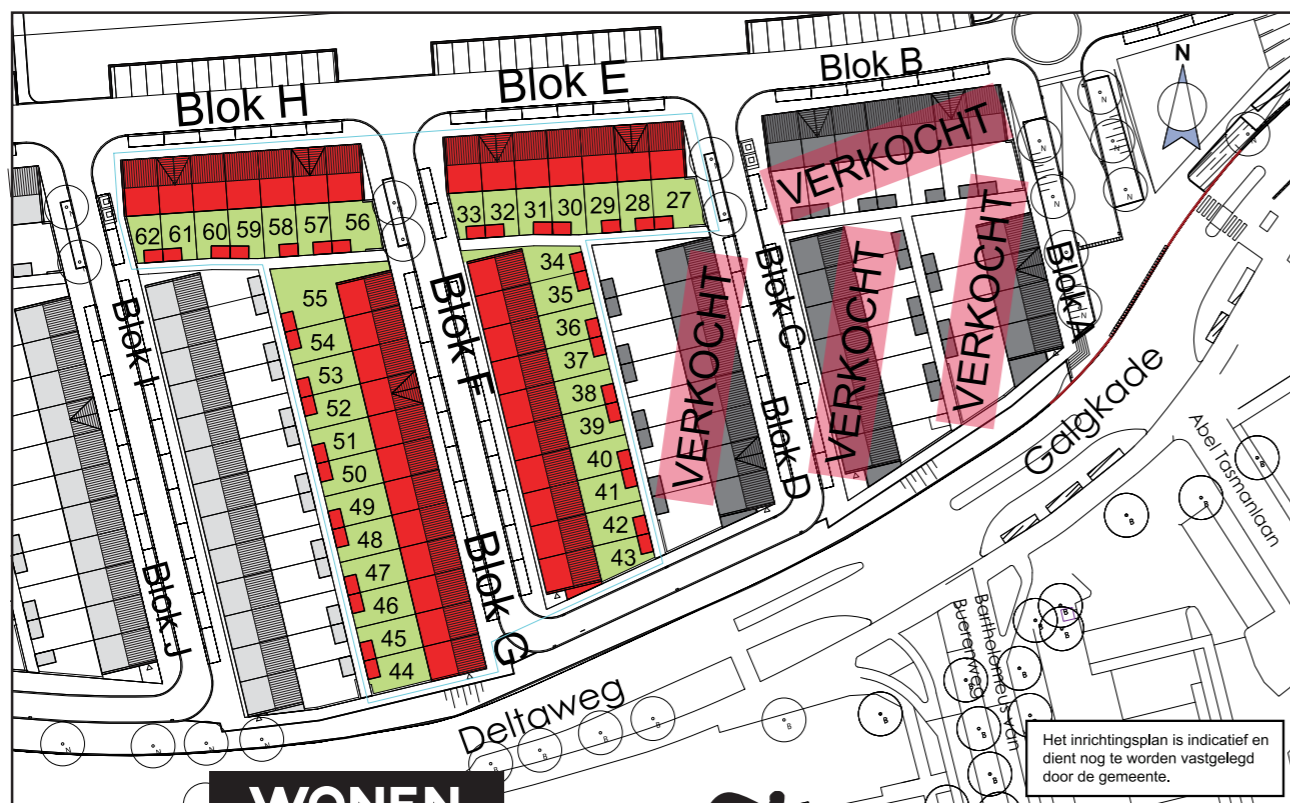 Blok H
Blok E
Blok B
N
62 61 60 59 58 57 56
33 32 31 30 29 28 27
VERKOCHT
VERKOCHT
VERKOCHT
VERKOCHT
Blok I
Blok F
Blok C
Blok A
Blok J
Blok G
Blok D
55
54
53
52
51
50
49
48
47
46
45
44
34
35
36
37
38
39
40
41
42
43
Galgkade
Abel Tasmanlaan
Bartholomeus van
Buerenweg
Deltaweg
Het inrichtingsplan is indicatief en
dient nog te worden vastgelegd
door de gemeente.
WONEN